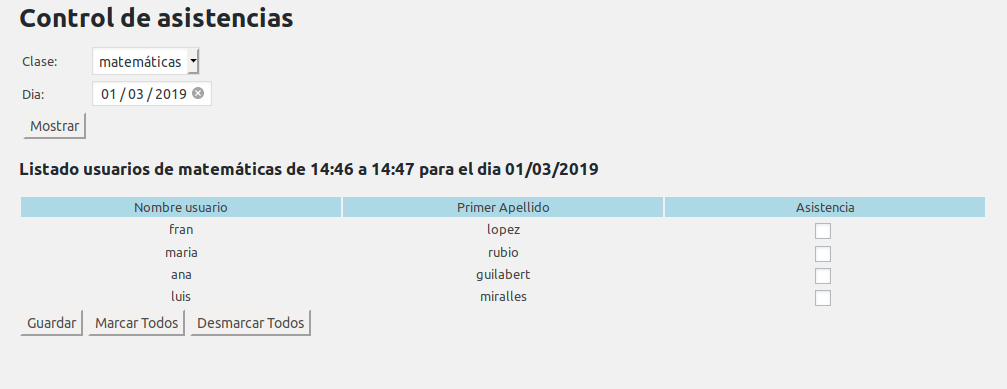 Control de asistencias
Clase: matemáticas
Dia: 01 / 03 / 2019
Mostrar
Listado usuarios de matemáticas de 14:46 a 14:47 para el dia 01/03/2019
Nombre usuario Primer Apellido Asistencia
fran lopez
maria rubio
ana guilabert
luis miralles
Guardar Marcar Todos Desmarcar Todos